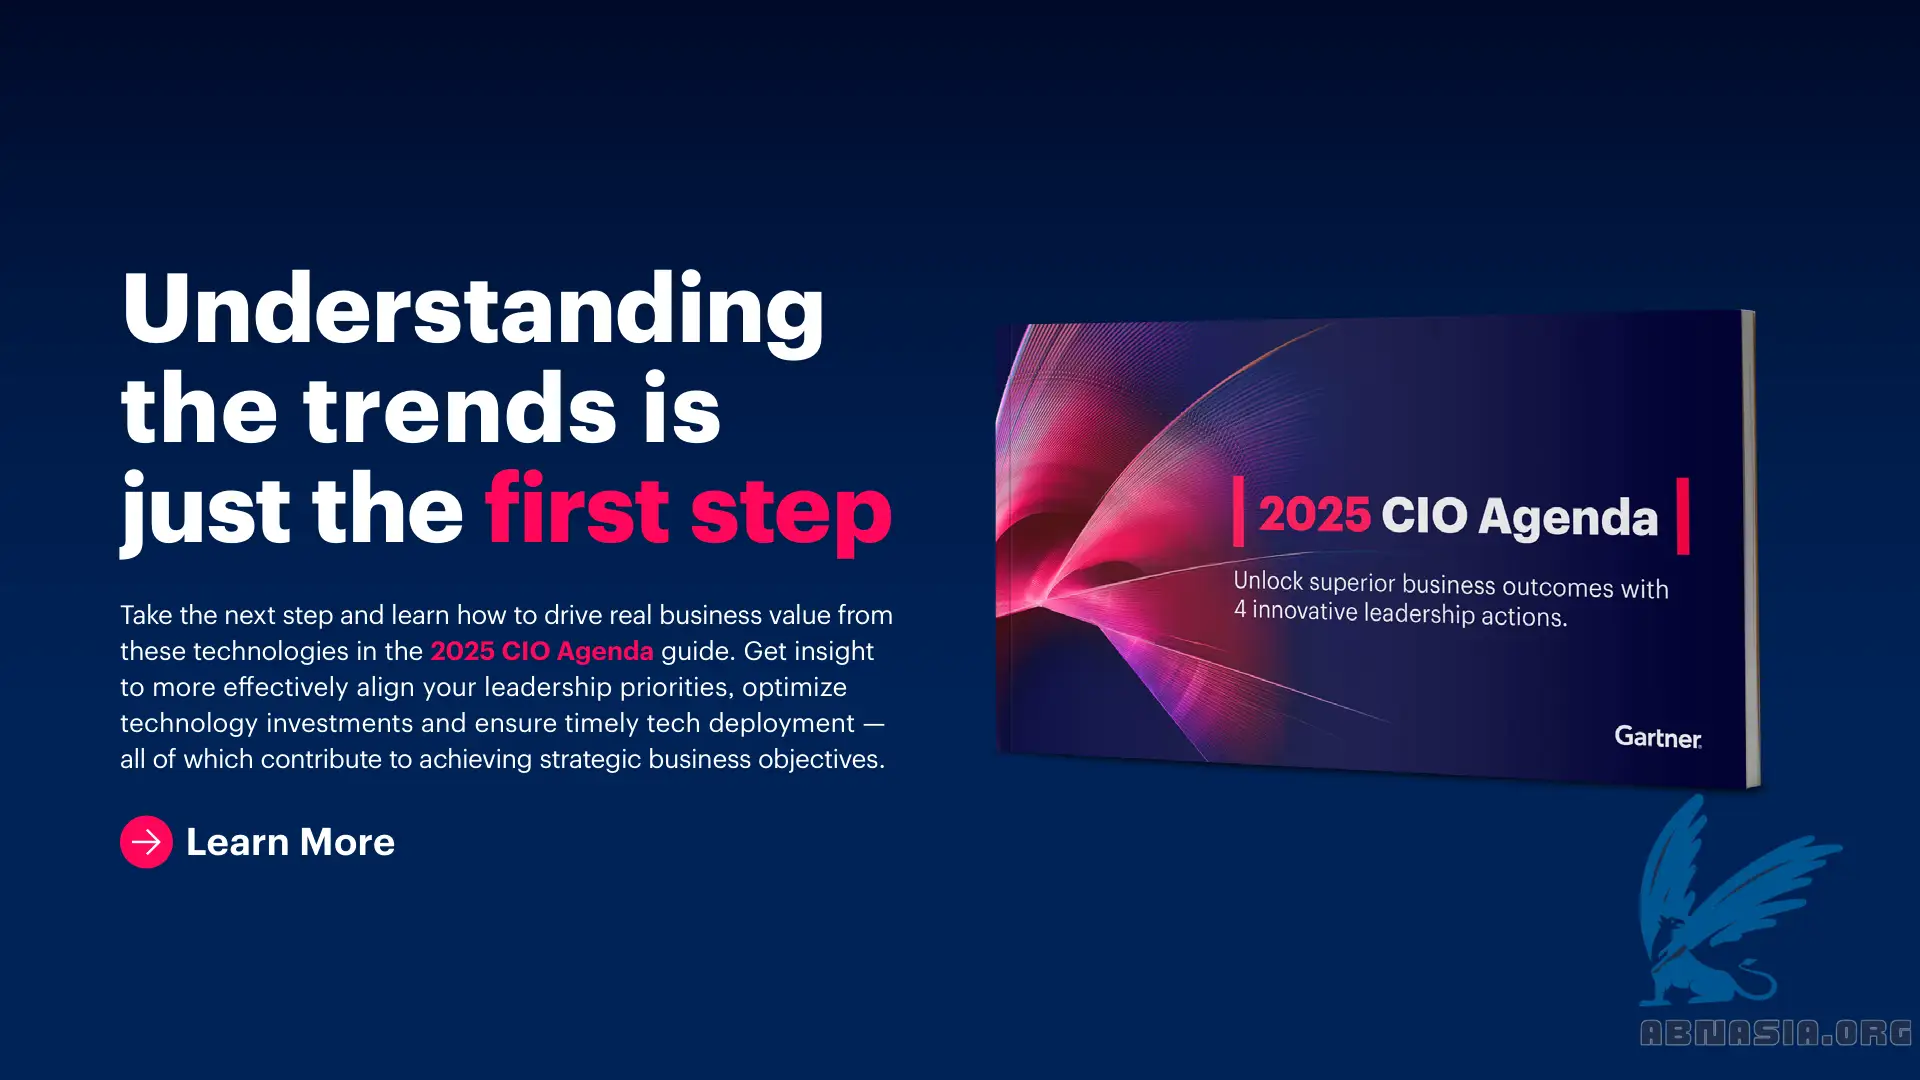 Understanding
the trends is
just the first step
Take the next step and learn how to drive real business value from
these technologies in the 2025 CIO Agenda guide. Get insight
to more effectively align your leadership priorities, optimize
technology investments and ensure timely tech deployment —
all of which contribute to achieving strategic business objectives.
Learn More
2025 CIO Agenda
Unlock superior business outcomes with
4 innovative leadership actions.
Gartner
ABNASIA.ORG